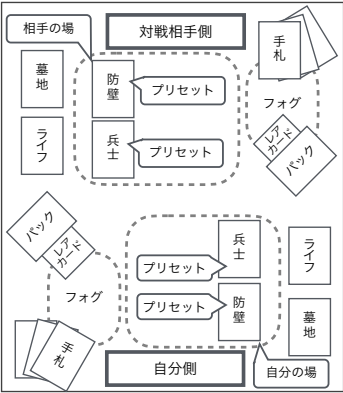 相手の場
対戦相手側
手札
墓地
防壁
プリセット
フォグ
ライフ
兵士
プリセット
レア
カード
パック
パック
レア
カード
兵士
ライフ
プリセット
フォグ
プリセット
防壁
墓地
手札
自分側
自分の場